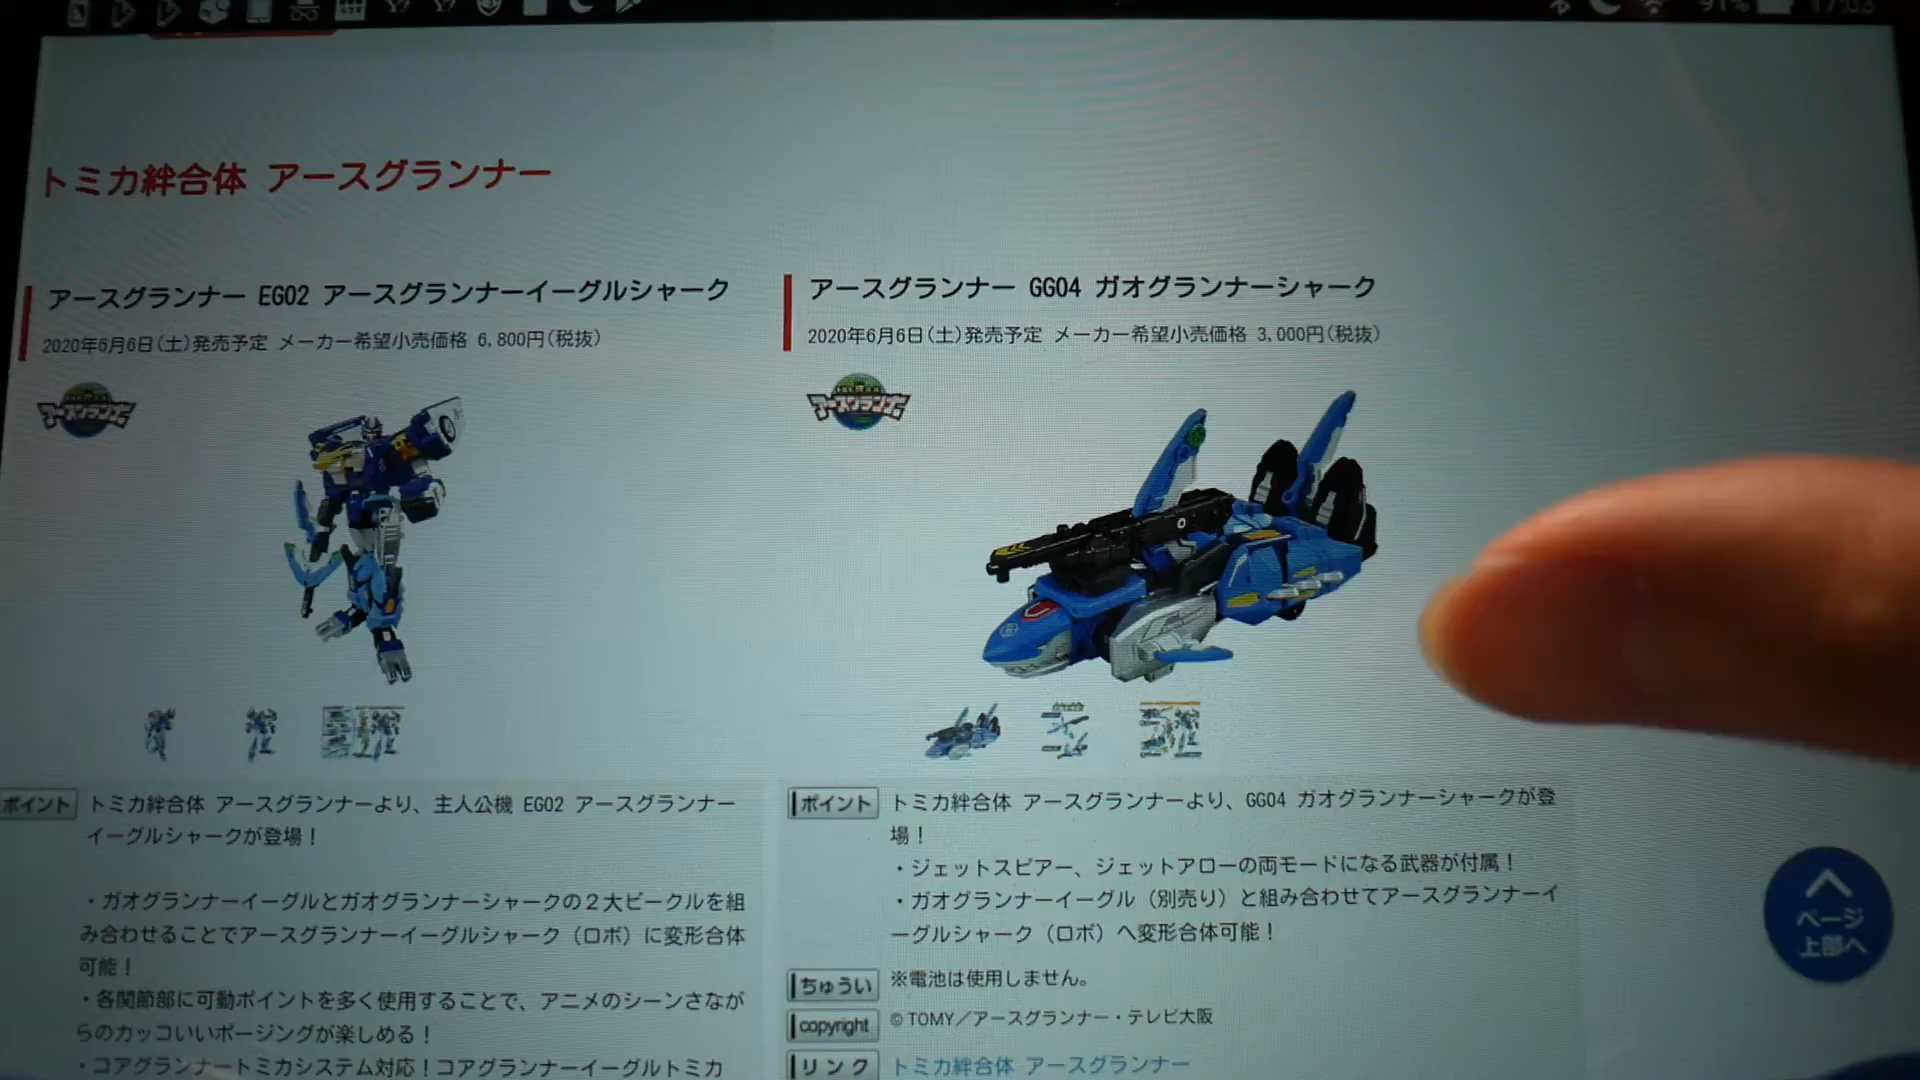 91%
17:03
トミカ絆合体 アースグランナー
アースグランナー EG02 アースグランナーイーグルシャーク
2020年6月6日(土)発売予定 メーカー希望小売価格 6,800円(税抜)
アースグランナー
ポイント
トミカ絆合体 アースグランナーより、主人公機 EG02 アースグランナー
イーグルシャークが登場！
・ガオグランナーイーグルとガオグランナーシャークの２大ビークルを組
み合わせることでアースグランナーイーグルシャーク（ロボ）に変形合体
可能！
・各関節部に可動ポイントを多く使用することで、アニメのシーンさなが
らのカッコいいポージングが楽しめる！
・コアグランナートミカシステム対応！コアグランナーイーグルトミカ
アースグランナー GG04 ガオグランナーシャーク
2020年6月6日(土)発売予定 メーカー希望小売価格 3,000円(税抜)
アースグランナー
ポイント
トミカ絆合体 アースグランナーより、GG04 ガオグランナーシャークが登
場！
・ジェットスピアー、ジェットアローの両モードになる武器が付属！
・ガオグランナーイーグル（別売り）と組み合わせてアースグランナーイ
ーグルシャーク（ロボ）へ変形合体可能！
ちゅうい
※電池は使用しません。
copyright
©TOMY／アースグランナー・テレビ大阪
リンク
トミカ絆合体 アースグランナー
ページ
上部へ